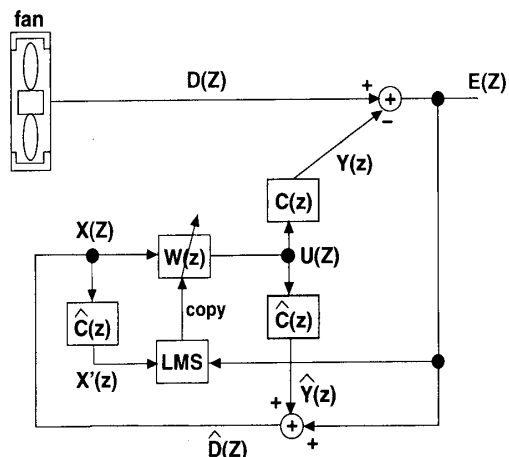 fan
D(Z)
E(Z)
+
+
−
Y(z)
C(z)
X(Z)
W(z)
U(Z)
copy
Ĉ(z)
Ĉ(z)
LMS
X'(z)
Ŷ(z)
+
+
+
D̂(Z)